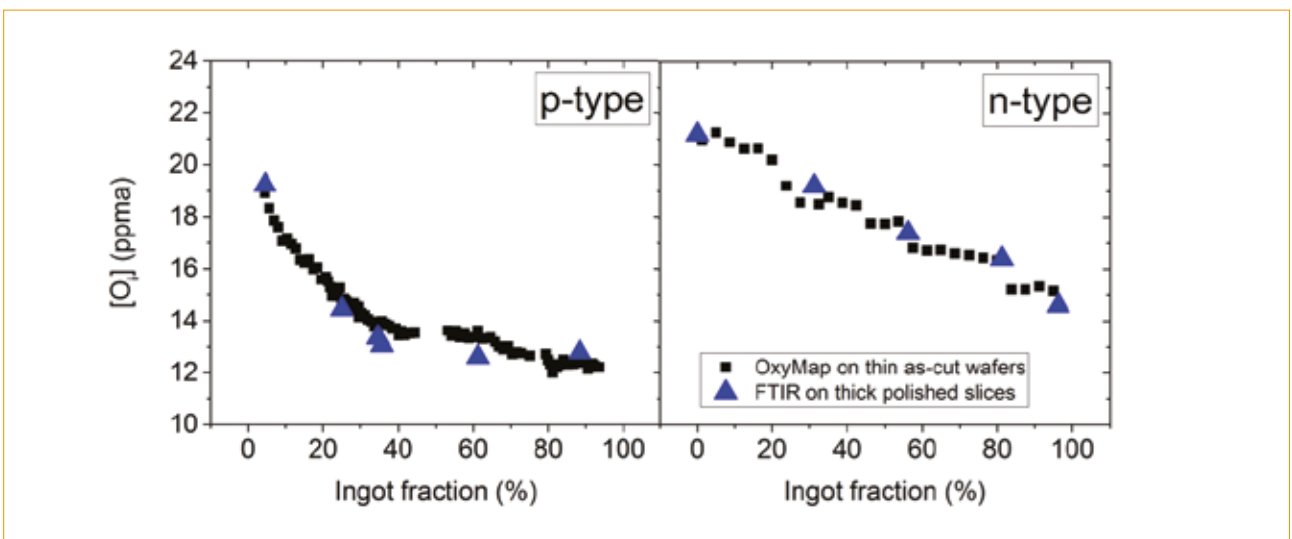 p-type
n-type
24
22
20
18
16
14
12
10
[Oi] (ppma)
0 20 40 60 80 100
0 20 40 60 80 100
Ingot fraction (%)
Ingot fraction (%)
OxyMap on thin as-cut wafers
FTIR on thick polished slices